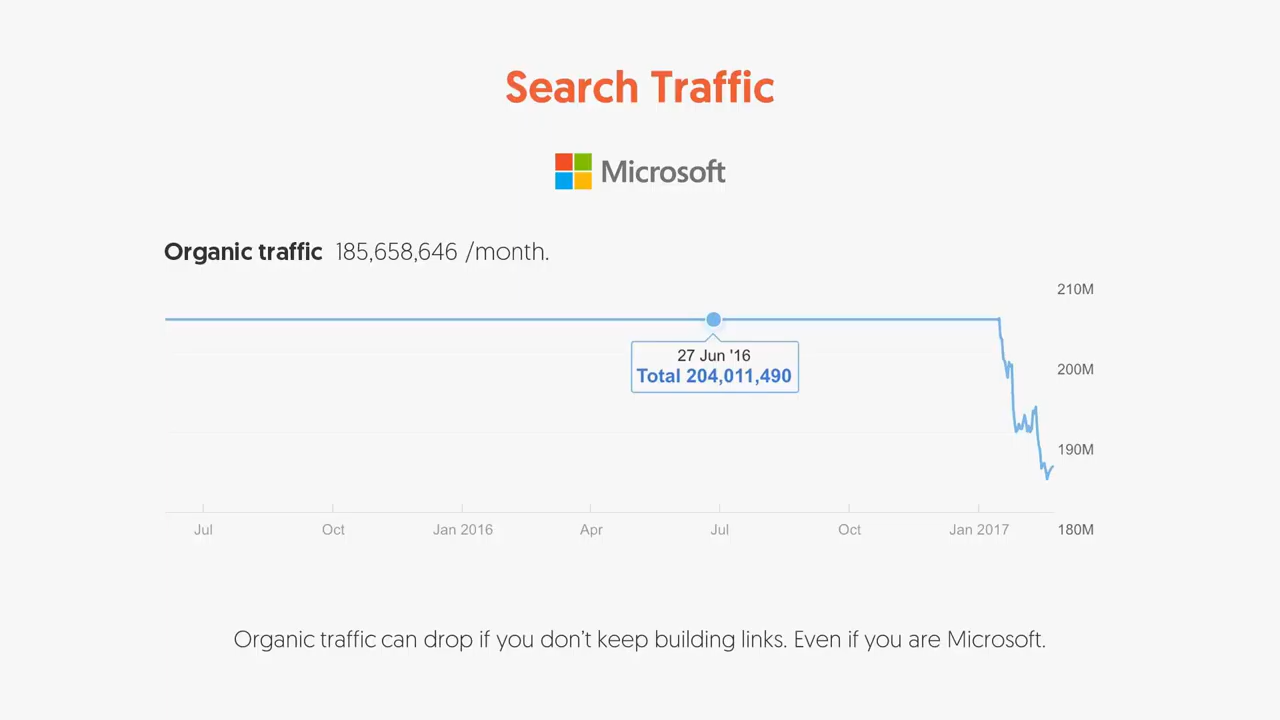 Search Traffic
Microsoft
Organic traffic 185,658,646 /month.
210M
27 Jun '16
Total 204,011,490
200M
190M
Jul Oct Jan 2016 Apr Jul Oct Jan 2017 180M
Organic traffic can drop if you don't keep building links. Even if you are Microsoft.